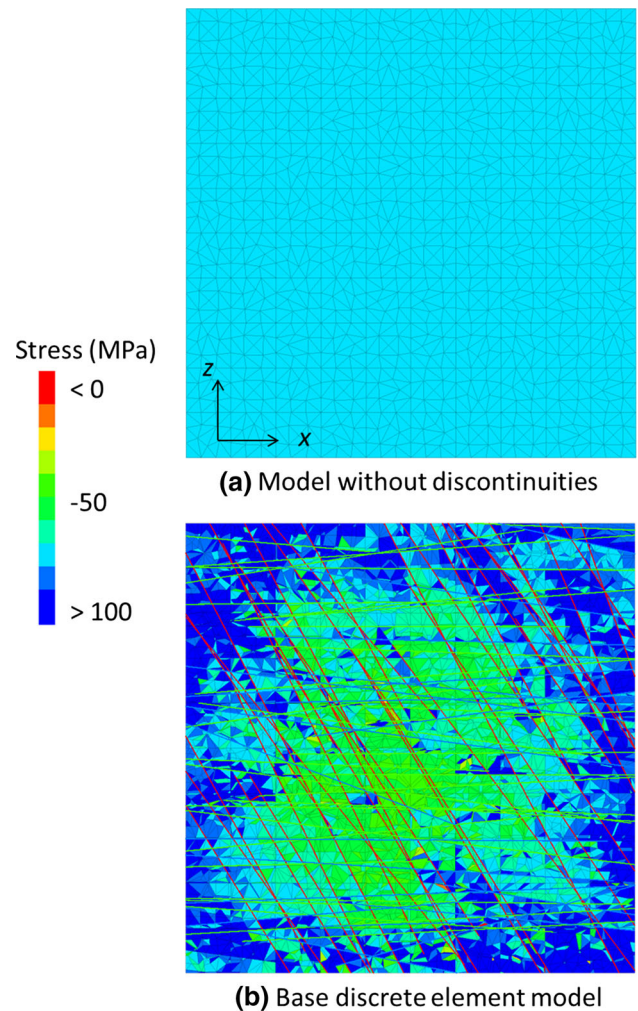 z
x
(a) Model without discontinuities
Stress (MPa)
< 0
-50
> 100
(b) Base discrete element model